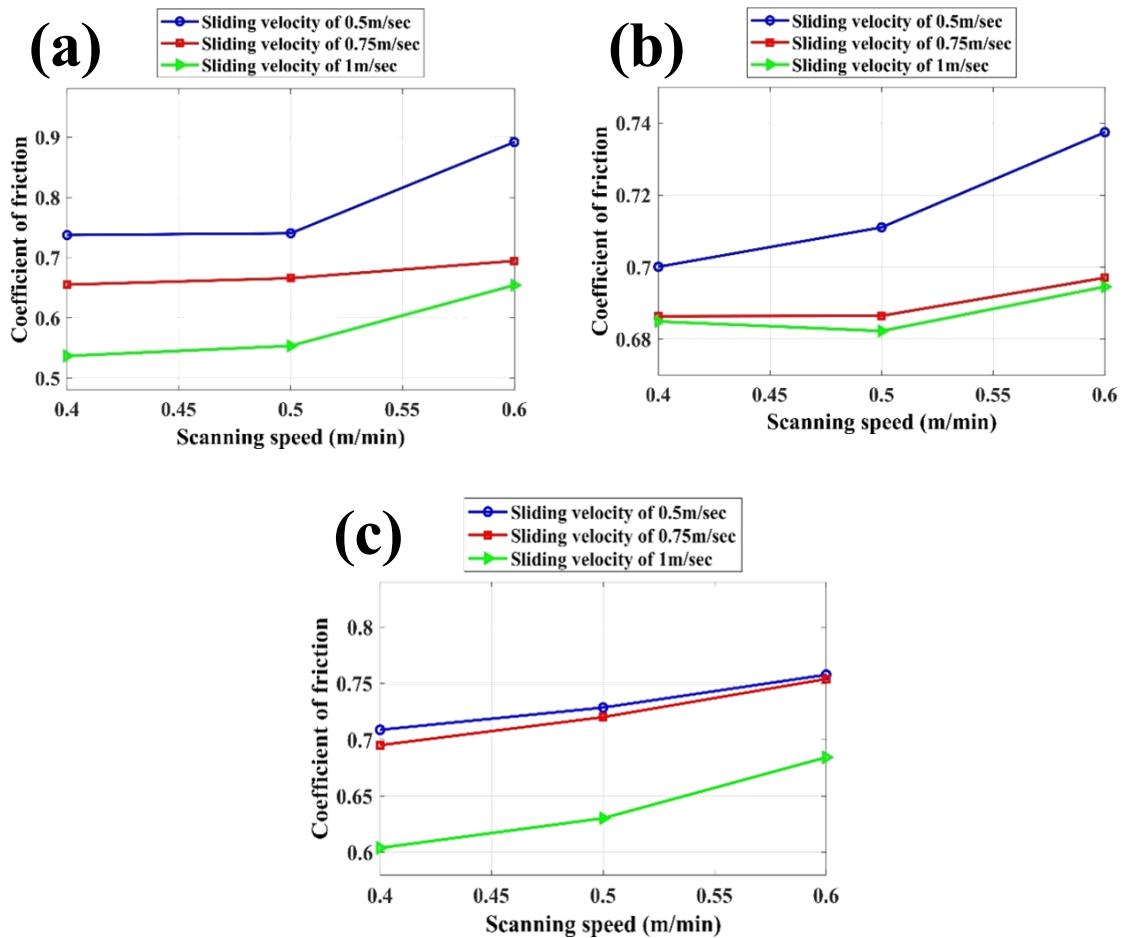 (a)
Sliding velocity of 0.5m/sec
Sliding velocity of 0.75m/sec
Sliding velocity of 1m/sec
Coefficient of friction
0.9
0.8
0.7
0.6
0.5
0.4 0.45 0.5 0.55 0.6
Scanning speed (m/min)
(b)
Sliding velocity of 0.5m/sec
Sliding velocity of 0.75m/sec
Sliding velocity of 1m/sec
Coefficient of friction
0.74
0.72
0.7
0.68
0.4 0.45 0.5 0.55 0.6
Scanning speed (m/min)
(c)
Sliding velocity of 0.5m/sec
Sliding velocity of 0.75m/sec
Sliding velocity of 1m/sec
Coefficient of friction
0.8
0.75
0.7
0.65
0.6
0.4 0.45 0.5 0.55 0.6
Scanning speed (m/min)